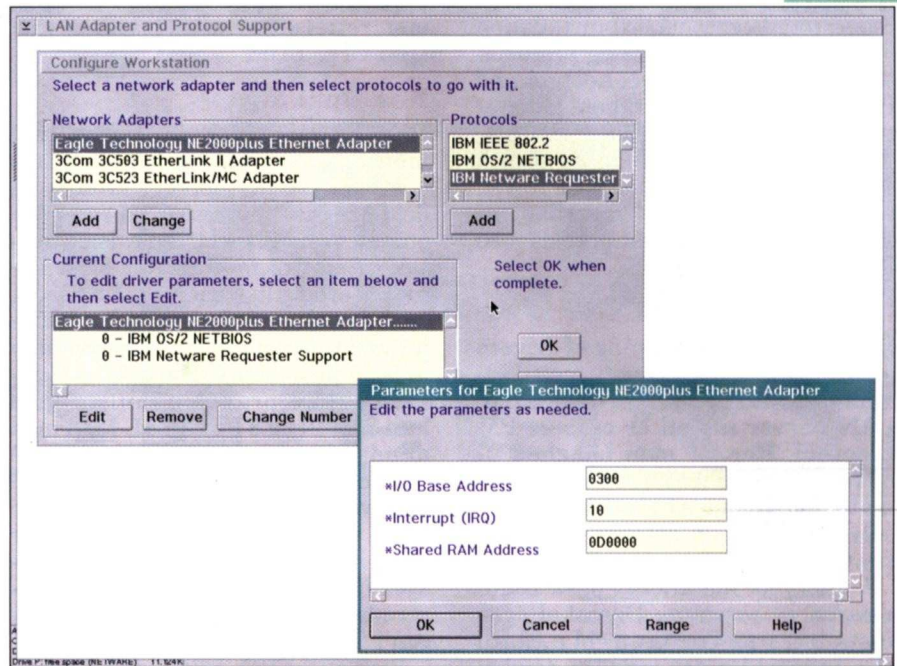 LAN Adapter and Protocol Support
Configure Workstation
Select a network adapter and then select protocols to go with it.
Network Adapters
Eagle Technology NE2000plus Ethernet Adapter
3Com 3C503 EtherLink II Adapter
3Com 3C523 EtherLink/MC Adapter
Add
Change
Protocols
IBM IEEE 802.2
IBM OS/2 NETBIOS
IBM Netware Requester
Add
Current Configuration
To edit driver parameters, select an item below and
then select Edit.
Eagle Technology NE2000plus Ethernet Adapter.......
0 - IBM OS/2 NETBIOS
0 - IBM Netware Requester Support
Edit
Remove
Change Number
Select OK when
complete.
OK
Parameters for Eagle Technology NE2000plus Ethernet Adapter
Edit the parameters as needed.
*I/O Base Address 0300
*Interrupt (IRQ) 10
*Shared RAM Address 0D0000
OK
Cancel
Range
Help
Drive P: free space (NETWARE) 11,124K